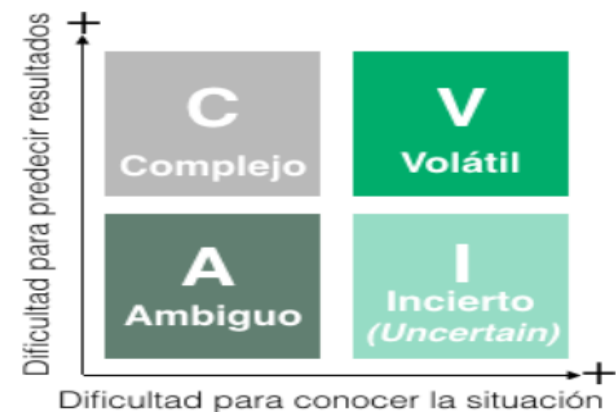 +
Dificultad para predecir resultados
C
Complejo
V
Volátil
A
Ambiguo
I
Incierto
(Uncertain)
+
Dificultad para conocer la situación